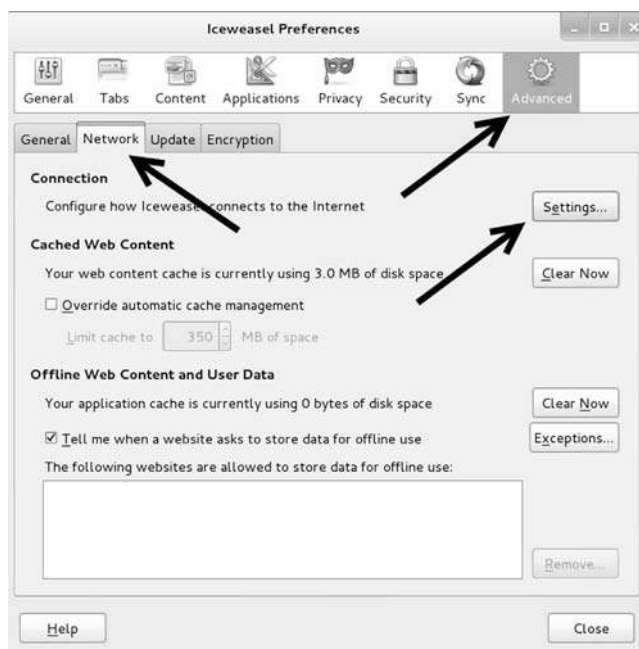 Iceweasel Preferences
General Tabs Content Applications Privacy Security Sync Advanced
General Network Update Encryption
Connection
Configure how Iceweasel connects to the Internet Settings...
Cached Web Content
Your web content cache is currently using 3.0 MB of disk space Clear Now
Override automatic cache management
Limit cache to 350 MB of space
Offline Web Content and User Data
Your application cache is currently using 0 bytes of disk space Clear Now
Tell me when a website asks to store data for offline use Exceptions...
The following websites are allowed to store data for offline use:
Remove...
Help Close